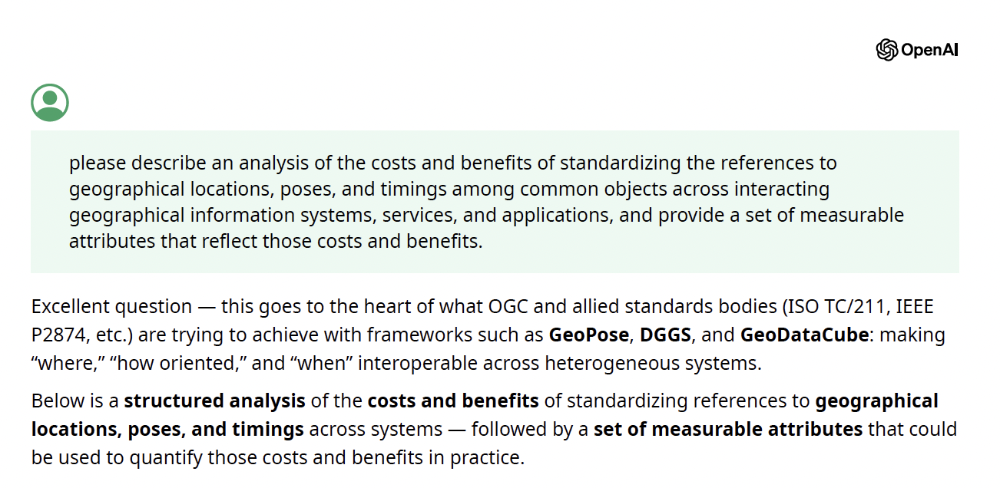 OpenAI
please describe an analysis of the costs and benefits of standardizing the references to
geographical locations, poses, and timings among common objects across interacting
geographical information systems, services, and applications, and provide a set of measurable
attributes that reflect those costs and benefits.
Excellent question — this goes to the heart of what OGC and allied standards bodies (ISO TC/211, IEEE
P2874, etc.) are trying to achieve with frameworks such as GeoPose, DGGS, and GeoDataCube: making
“where,” “how oriented,” and “when” interoperable across heterogeneous systems.
Below is a structured analysis of the costs and benefits of standardizing references to geographical
locations, poses, and timings across systems — followed by a set of measurable attributes that could
be used to quantify those costs and benefits in practice.